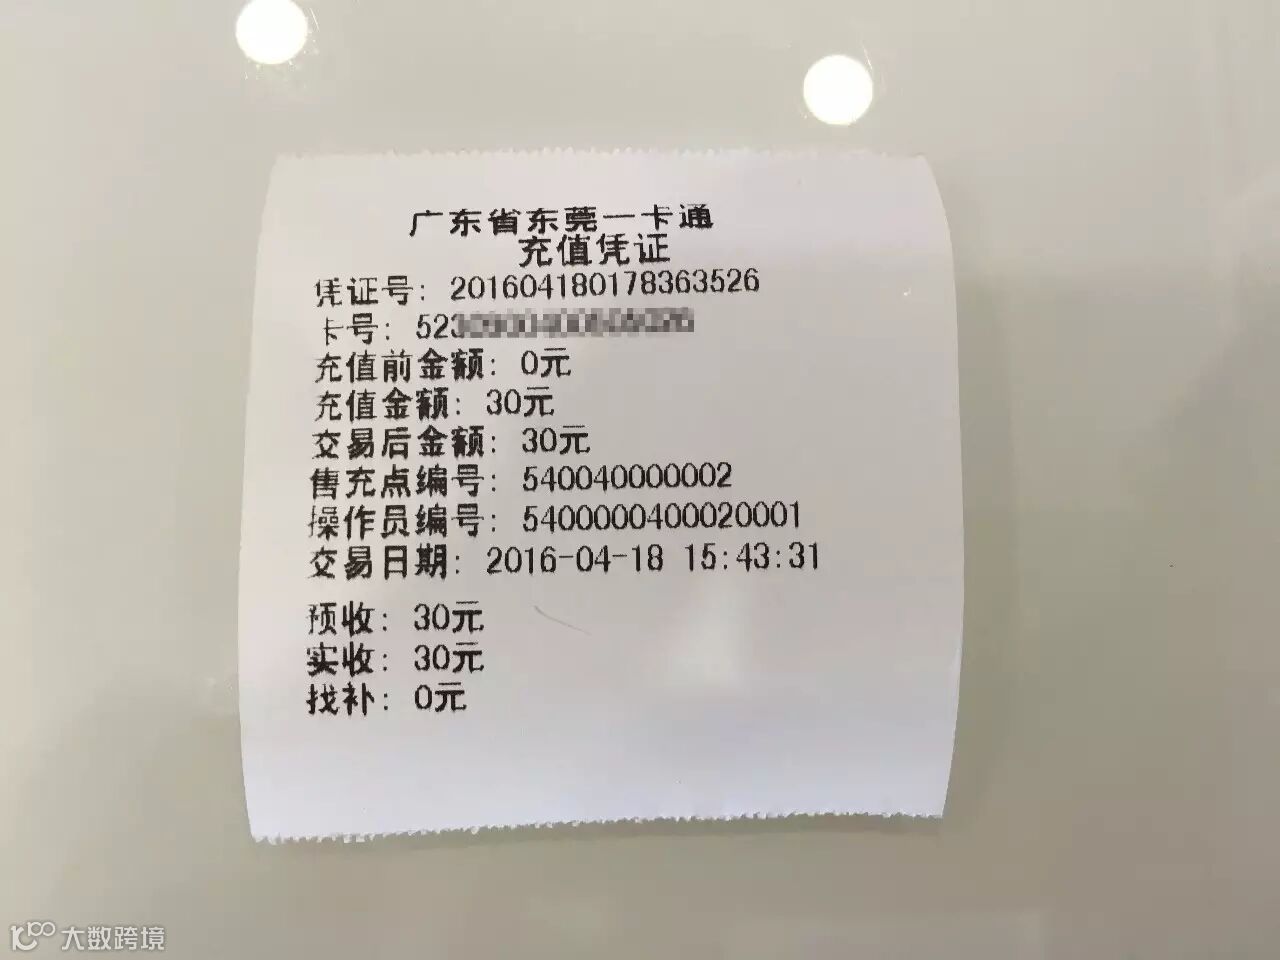 广东省东莞一卡通
充值凭证
凭证号: 201604180178363526
卡号: 523
充值前金额: 0元
充值金额: 30元
交易后金额: 30元
售充点编号: 540040000002
操作员编号: 5400000400020001
交易日期: 2016-04-18 15:43:31
预收: 30元
实收: 30元
找补: 0元
大数跨境